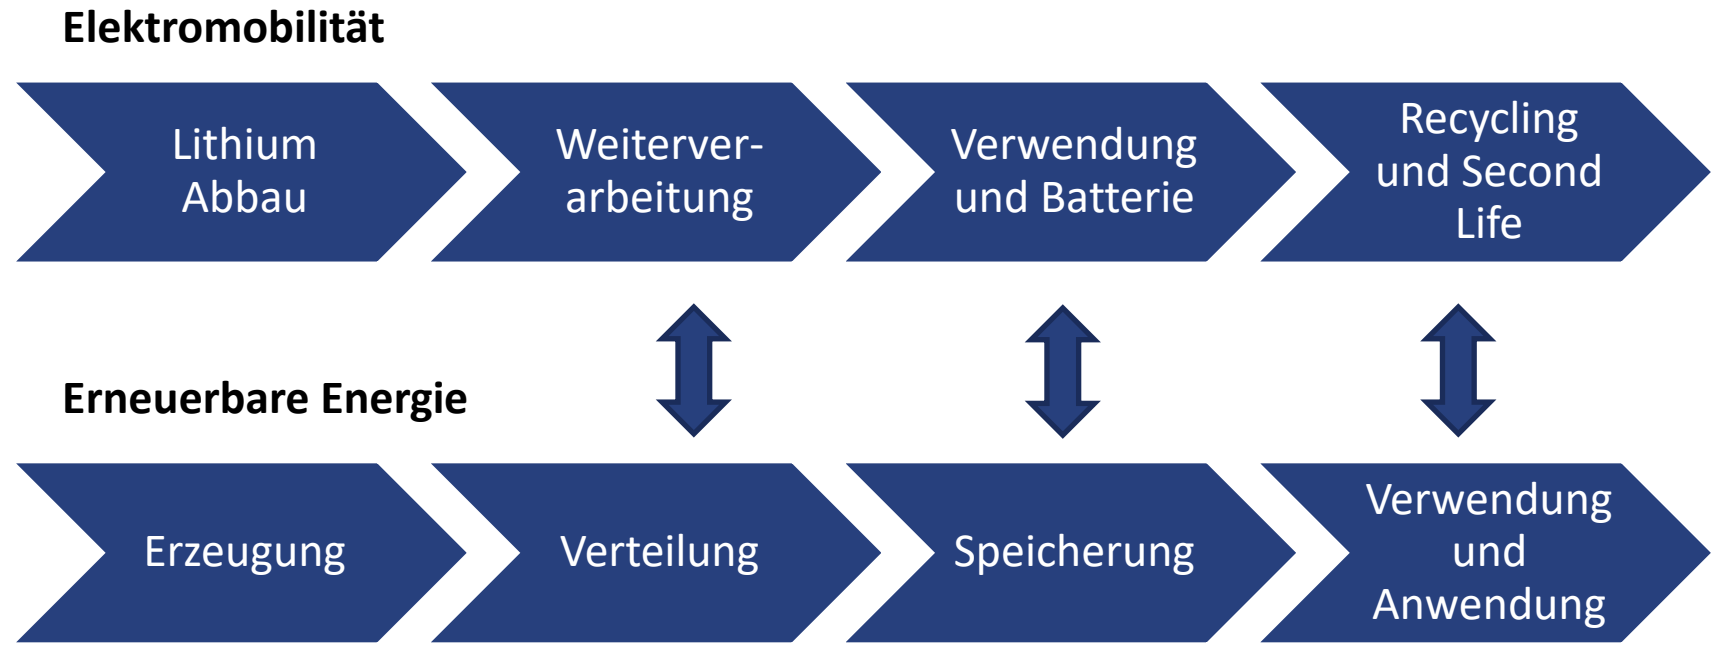 Elektromobilität
Lithium
Abbau
Weiterver-
arbeitung
Verwendung
und Batterie
Recycling
und Second
Life
Erneuerbare Energie
Erzeugung
Verteilung
Speicherung
Verwendung
und
Anwendung